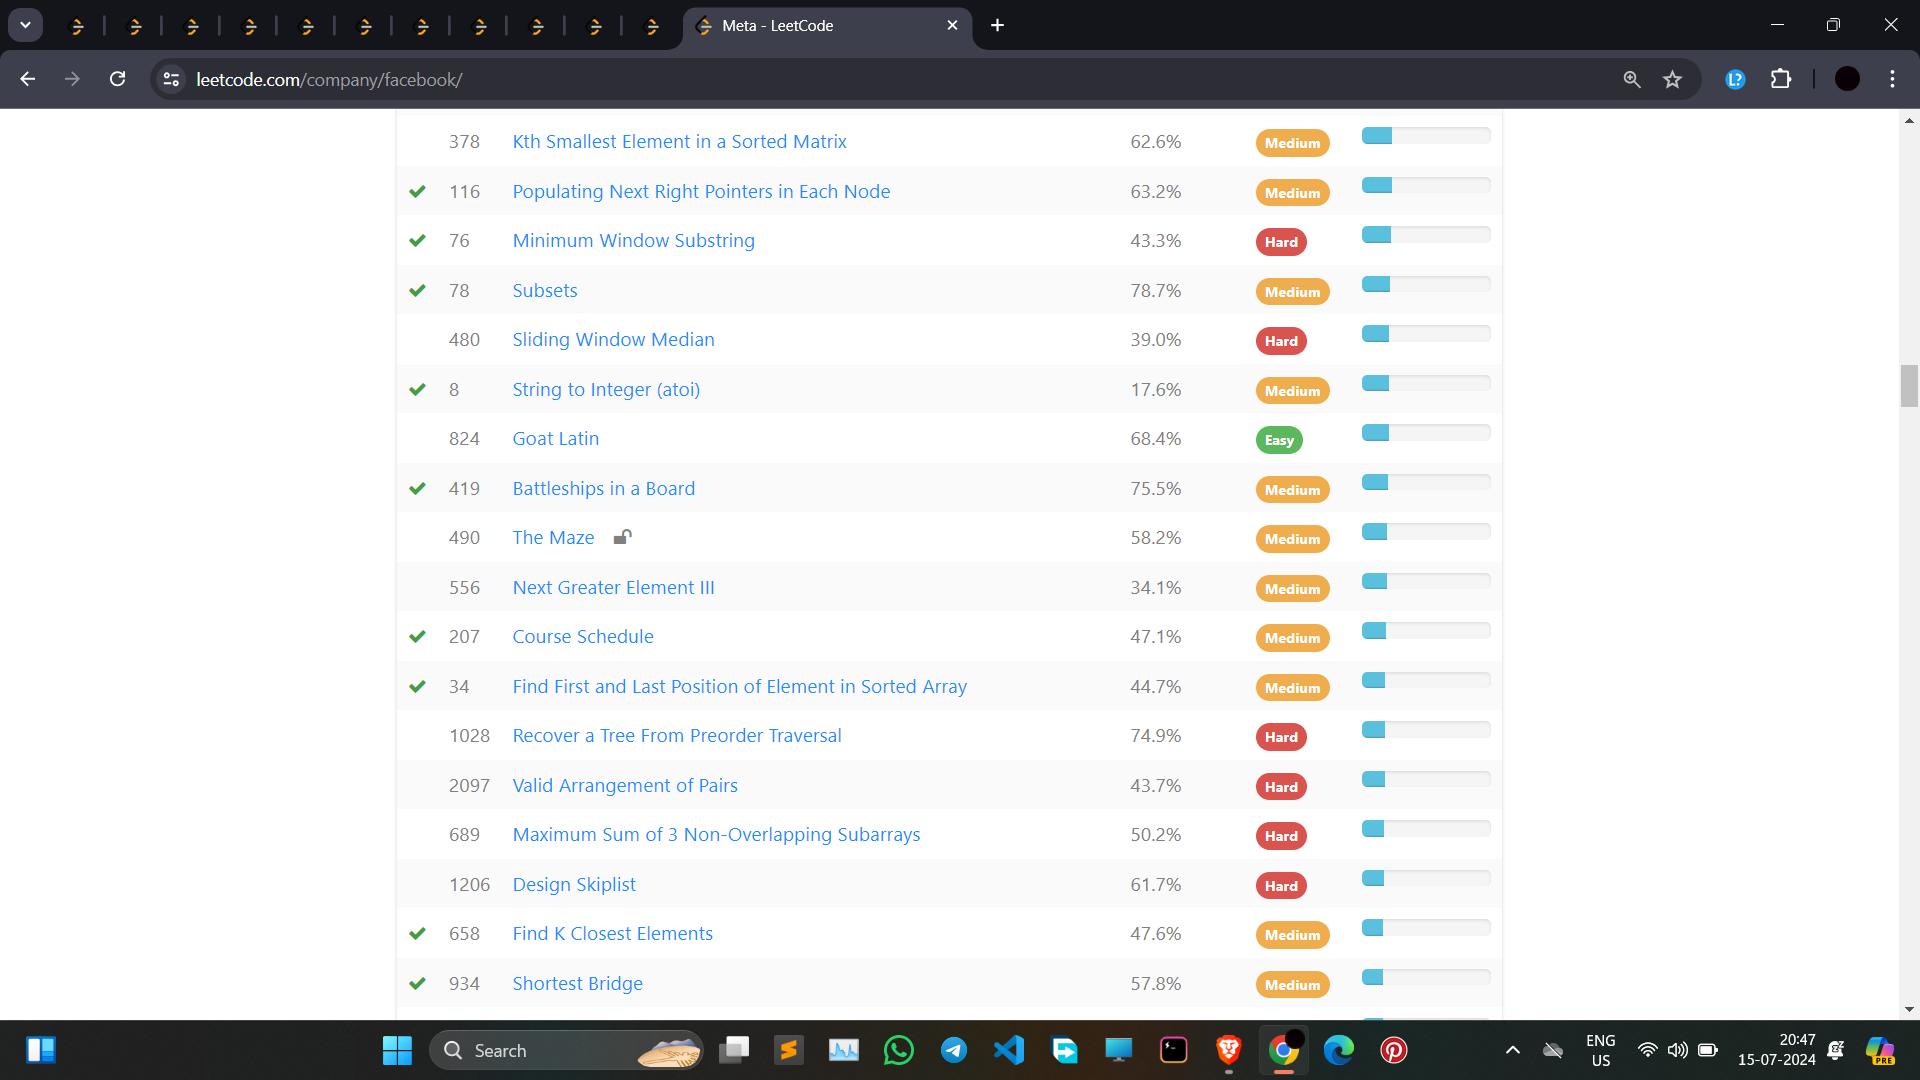 Meta - LeetCode
leetcode.com/company/facebook/
L?
378 Kth Smallest Element in a Sorted Matrix 62.6% Medium
116 Populating Next Right Pointers in Each Node 63.2% Medium
76 Minimum Window Substring 43.3% Hard
78 Subsets 78.7% Medium
480 Sliding Window Median 39.0% Hard
8 String to Integer (atoi) 17.6% Medium
824 Goat Latin 68.4% Easy
419 Battleships in a Board 75.5% Medium
490 The Maze 58.2% Medium
556 Next Greater Element III 34.1% Medium
207 Course Schedule 47.1% Medium
34 Find First and Last Position of Element in Sorted Array 44.7% Medium
1028 Recover a Tree From Preorder Traversal 74.9% Hard
2097 Valid Arrangement of Pairs 43.7% Hard
689 Maximum Sum of 3 Non-Overlapping Subarrays 50.2% Hard
1206 Design Skiplist 61.7% Hard
658 Find K Closest Elements 47.6% Medium
934 Shortest Bridge 57.8% Medium
Search
ENG
US
20:47
15-07-2024
PRE